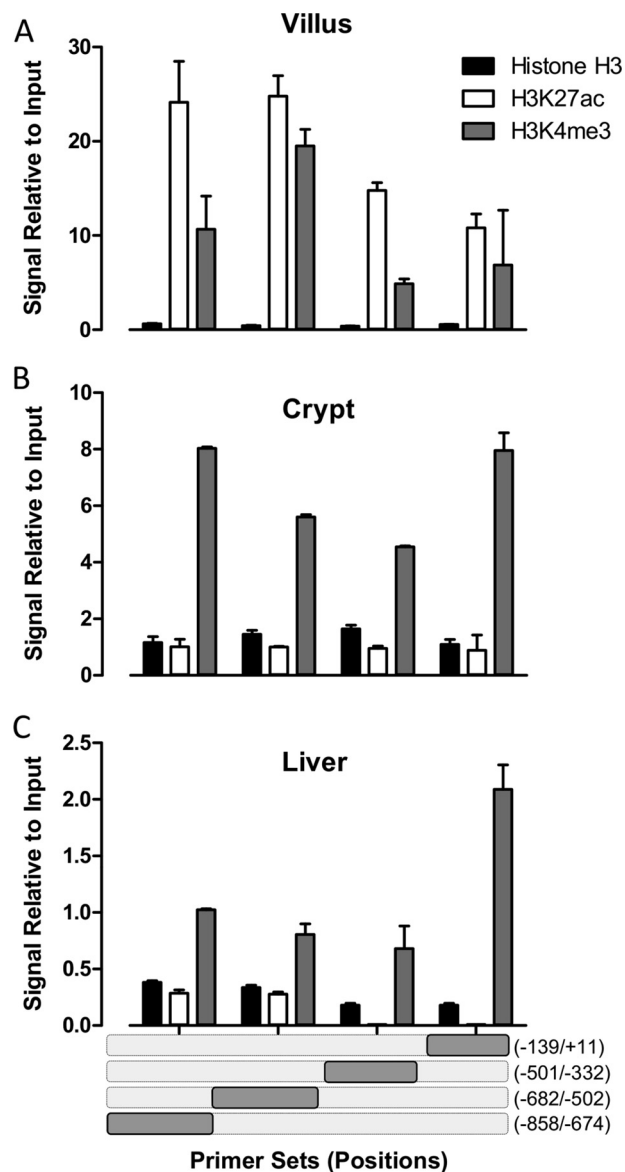 A
Villus
Signal Relative to Input
30
20
10
0
Histone H3
H3K27ac
H3K4me3
B
Crypt
Signal Relative to Input
10
8
6
4
2
0
C
Liver
Signal Relative to Input
2.5
2.0
1.5
1.0
0.5
0.0
(-139/+11)
(-501/-332)
(-682/-502)
(-858/-674)
Primer Sets (Positions)